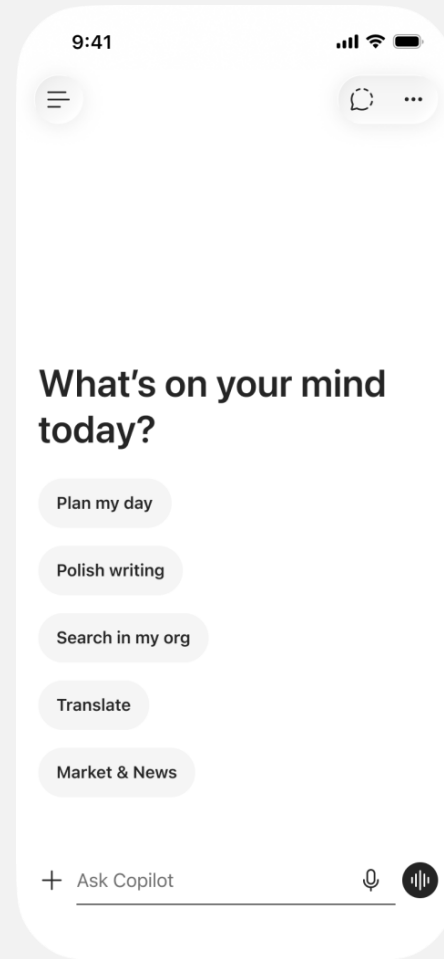 9:41
What's on your mind
today?
Plan my day
Polish writing
Search in my org
Translate
Market & News
Ask Copilot